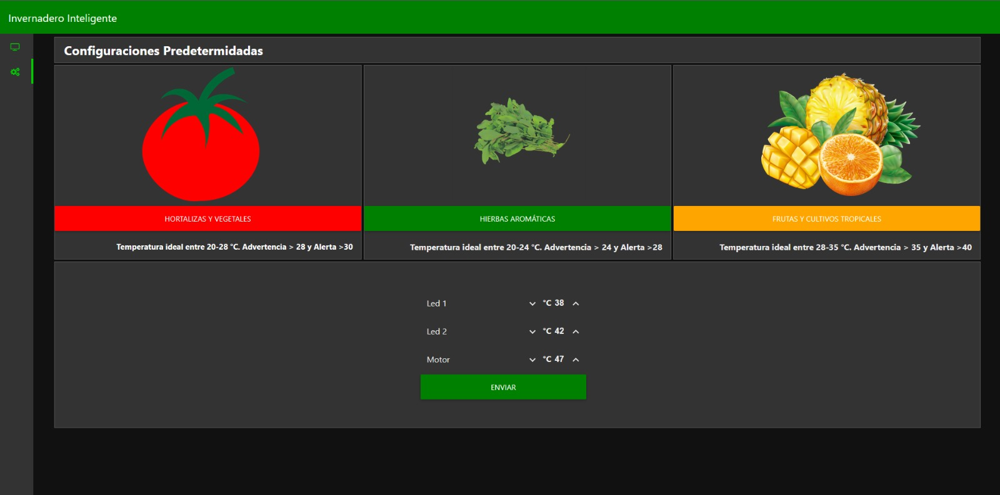 Invernadero Inteligente
Configuraciones Predetermidadas
HORTALIZAS Y VEGETALES
HIERBAS AROMÁTICAS
FRUTAS Y CULTIVOS TROPICALES
Temperatura ideal entre 20-28 °C. Advertencia > 28 y Alerta >30
Temperatura ideal entre 20-24 °C. Advertencia > 24 y Alerta >28
Temperatura ideal entre 28-35 °C. Advertencia > 35 y Alerta >40
Led 1 °C 38
Led 2 °C 42
Motor °C 47
ENVIAR